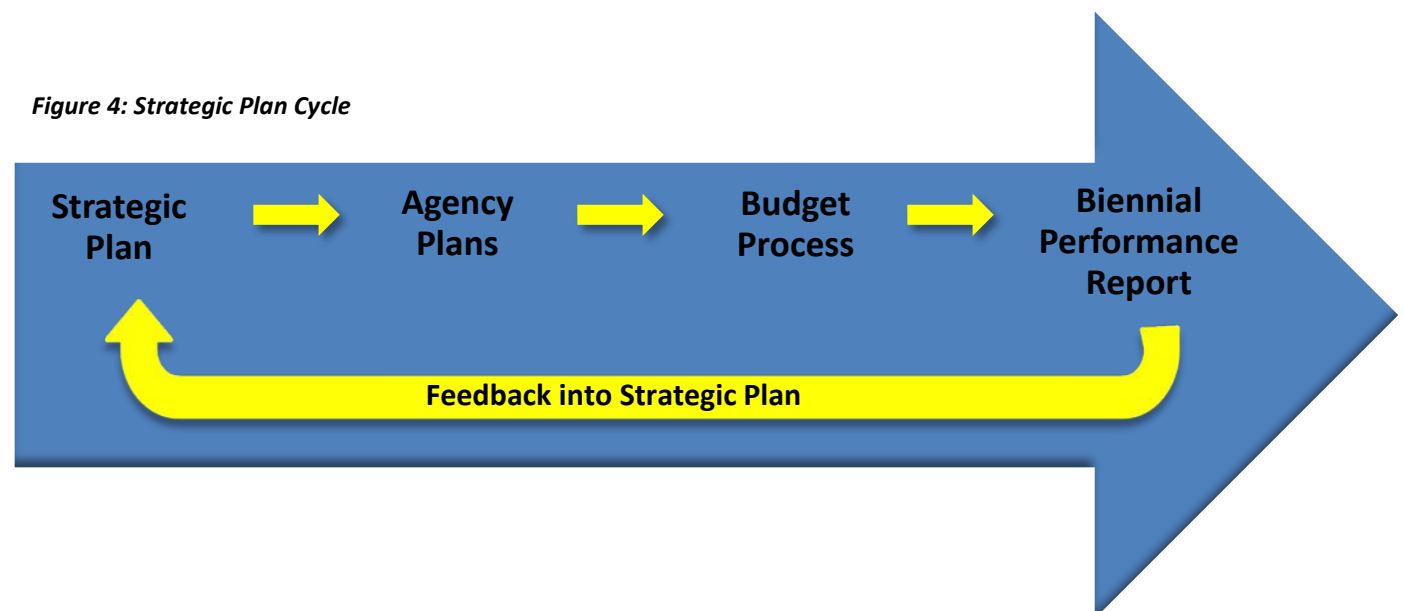 Figure 4: Strategic Plan Cycle
Strategic
Plan
Agency
Plans
Budget
Process
Biennial
Performance
Report
Feedback into Strategic Plan